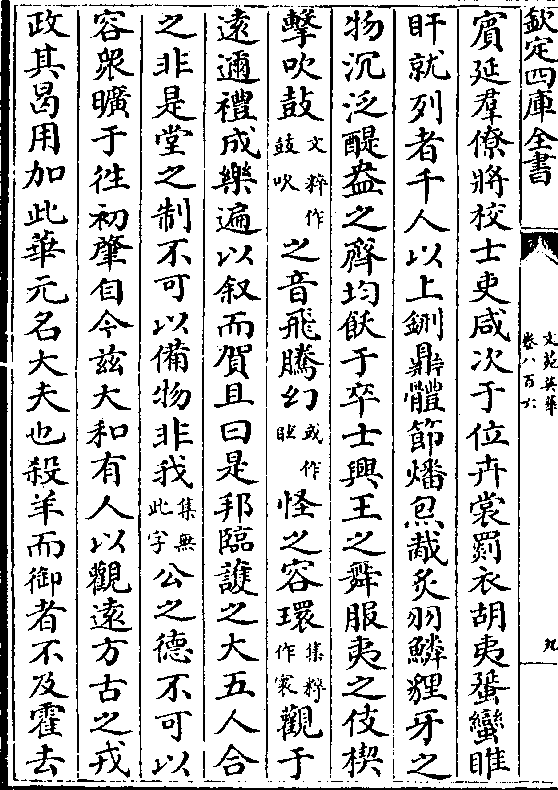 欽定四庫全書
文苑英華
卷八百六
九
賓延羣僚將校士吏咸次于位卉裳罽衣胡夷蜑蠻睢
盱就列者千人以上鉶鼎體節燔炰胾炙羽鱗貍牙之
物沉泛醍盎之齊均飫于卒士興王之舞服夷之伎楔
擊吹鼓文粹作鼓吹之音飛騰幻或作眩怪之容環集粹作寰觀于
遠邇禮成樂遍以叙而賀且曰是邦臨護之大五人合
之非是堂之制不可以備物非我集無此字公之德不可以
容衆曠于徃初肇自今兹大和有人以觀遠方古之戎
政其曷用加此華元名大夫也殺羊而御者不及霍去